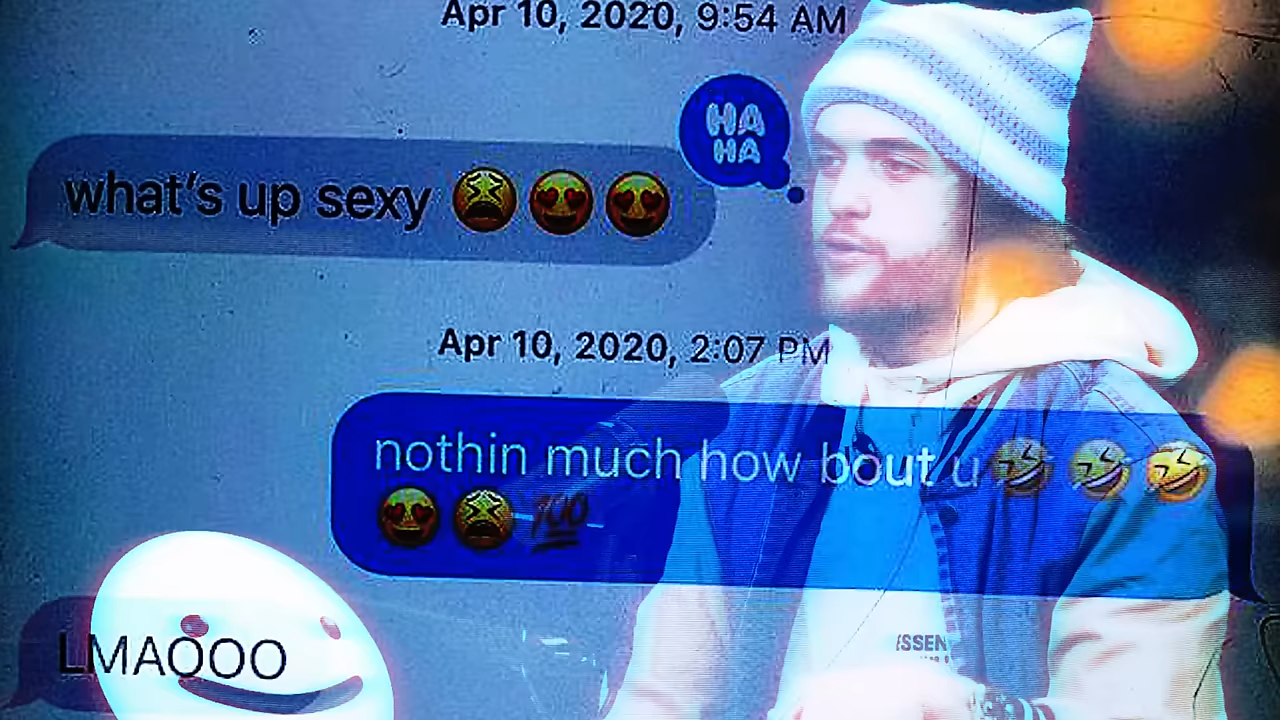 Apr 10, 2020, 9:54 AM
HA
HA
what's up sexy 😫😍😍
Apr 10, 2020, 2:07 PM
nothin much how bout u🤣🤣🤣
😍😫💯
LMAOOO
ESSEN